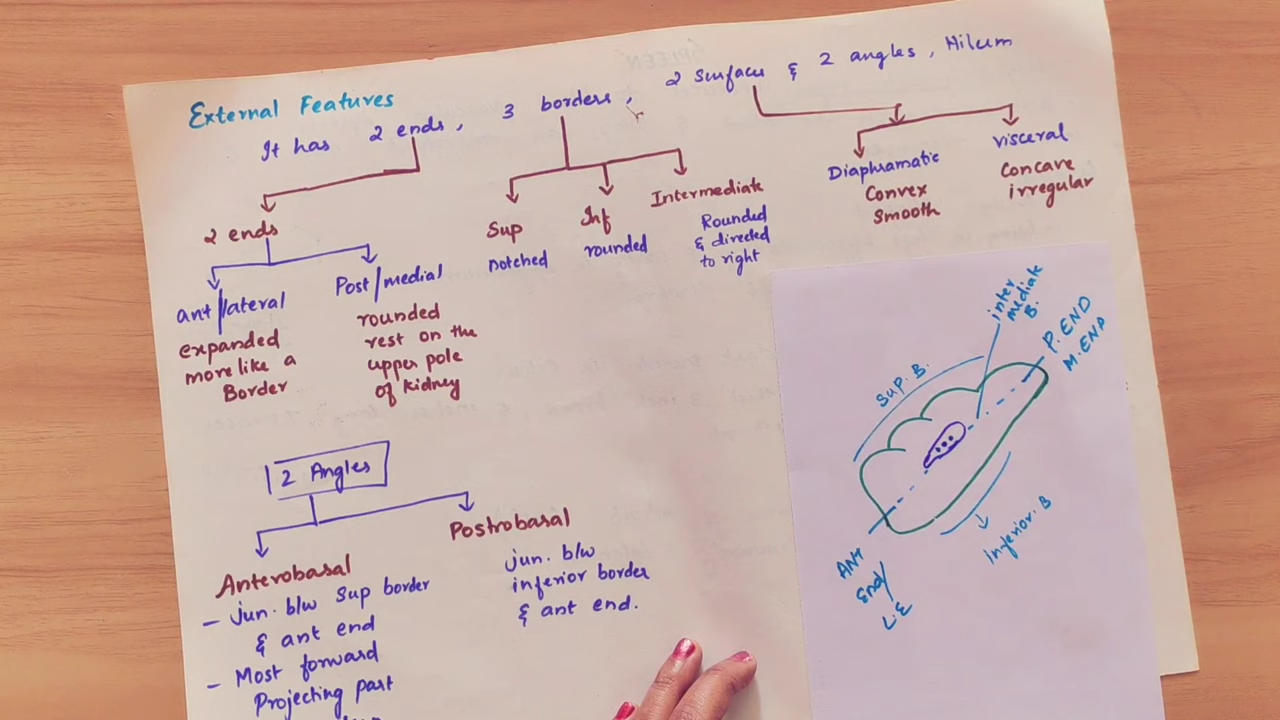 SPLEEN
External Features
It has 2 ends, 3 borders, 2 surfaces & 2 angles, Hilum
2 ends
ant/lateral
expanded
more like a
Border
Post/medial
rounded
rest on the
upper pole
of kidney
Sup
notched
Inf
rounded
Intermediate
Rounded
& directed
to right
Diaphramatic
Convex
Smooth
visceral
Concave
irregular
2 Angles
Anterobasal
- jun. b/w Sup border
& ant end
- Most forward
Projecting part
Postrobasal
jun. b/w
inferior border
& ant end.
Sup. B.
inter
mediate
B.
P. END
M. END
inferior. B
ANT
End/
L.E